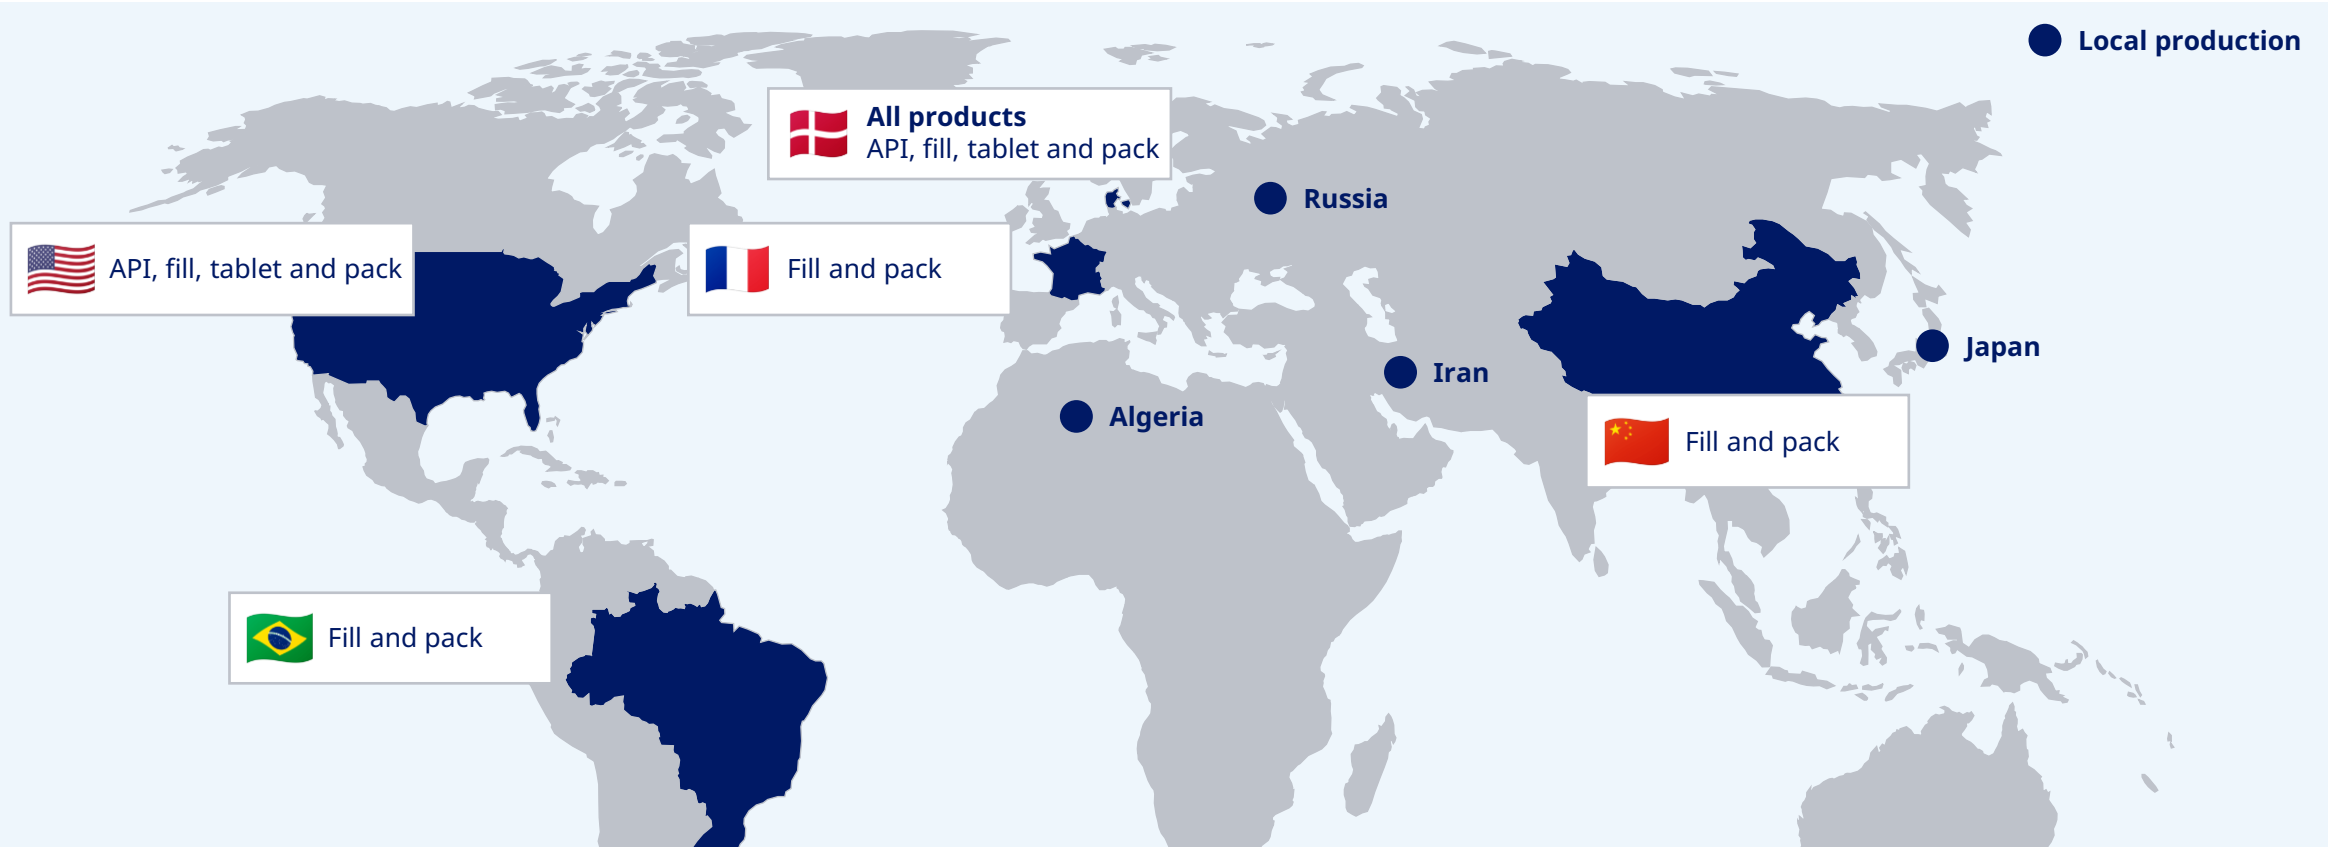 Local production
All products
API, fill, tablet and pack
Russia
API, fill, tablet and pack
Fill and pack
Japan
Iran
Algeria
Fill and pack
Fill and pack